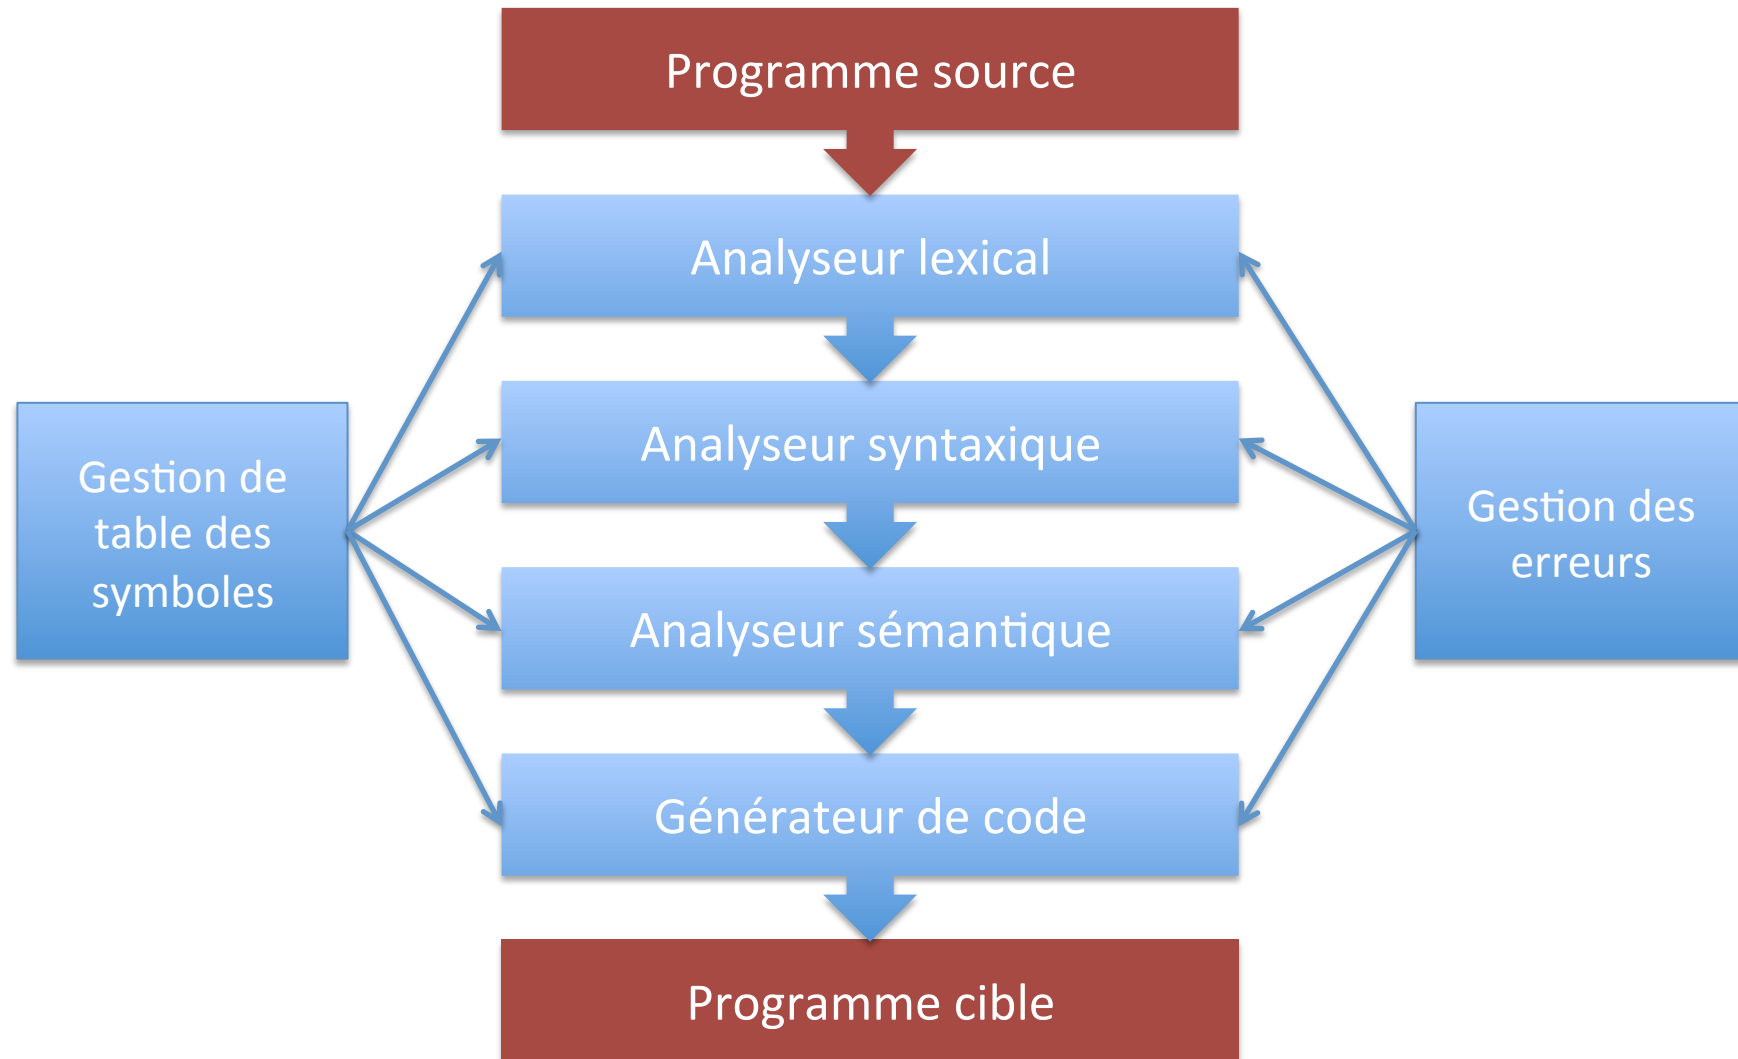 Programme source
Analyseur lexical
Analyseur syntaxique
Gestion de
table des
symboles
Gestion des
erreurs
Analyseur sémantique
Générateur de code
Programme cible